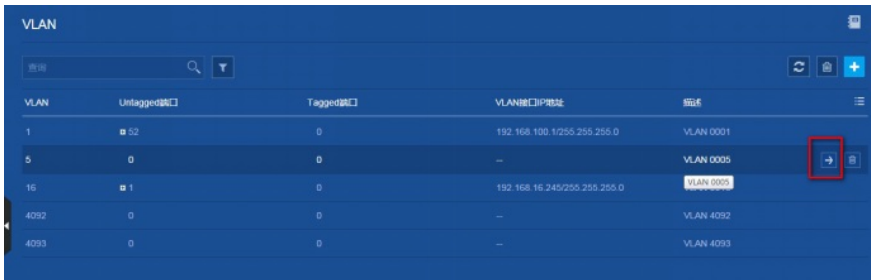 VLAN
查询
VLAN Untagged端口 Tagged端口 VLAN接口IP地址 描述
1 52 0 192.168.100.1/255.255.255.0 VLAN 0001
5 0 0 -- VLAN 0005
16 1 0 192.168.16.245/255.255.255.0 VLAN 0005
4092 0 0 -- VLAN 4092
4093 0 0 -- VLAN 4093